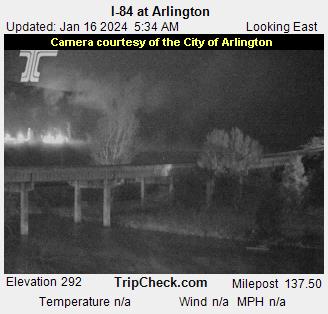 I-84 at Arlington
Updated: Jan 16 2024 5:34 AM Looking East
Camera courtesy of the City of Arlington
Elevation 292 TripCheck.com Milepost 137.50
Temperature n/a Wind n/a MPH n/a